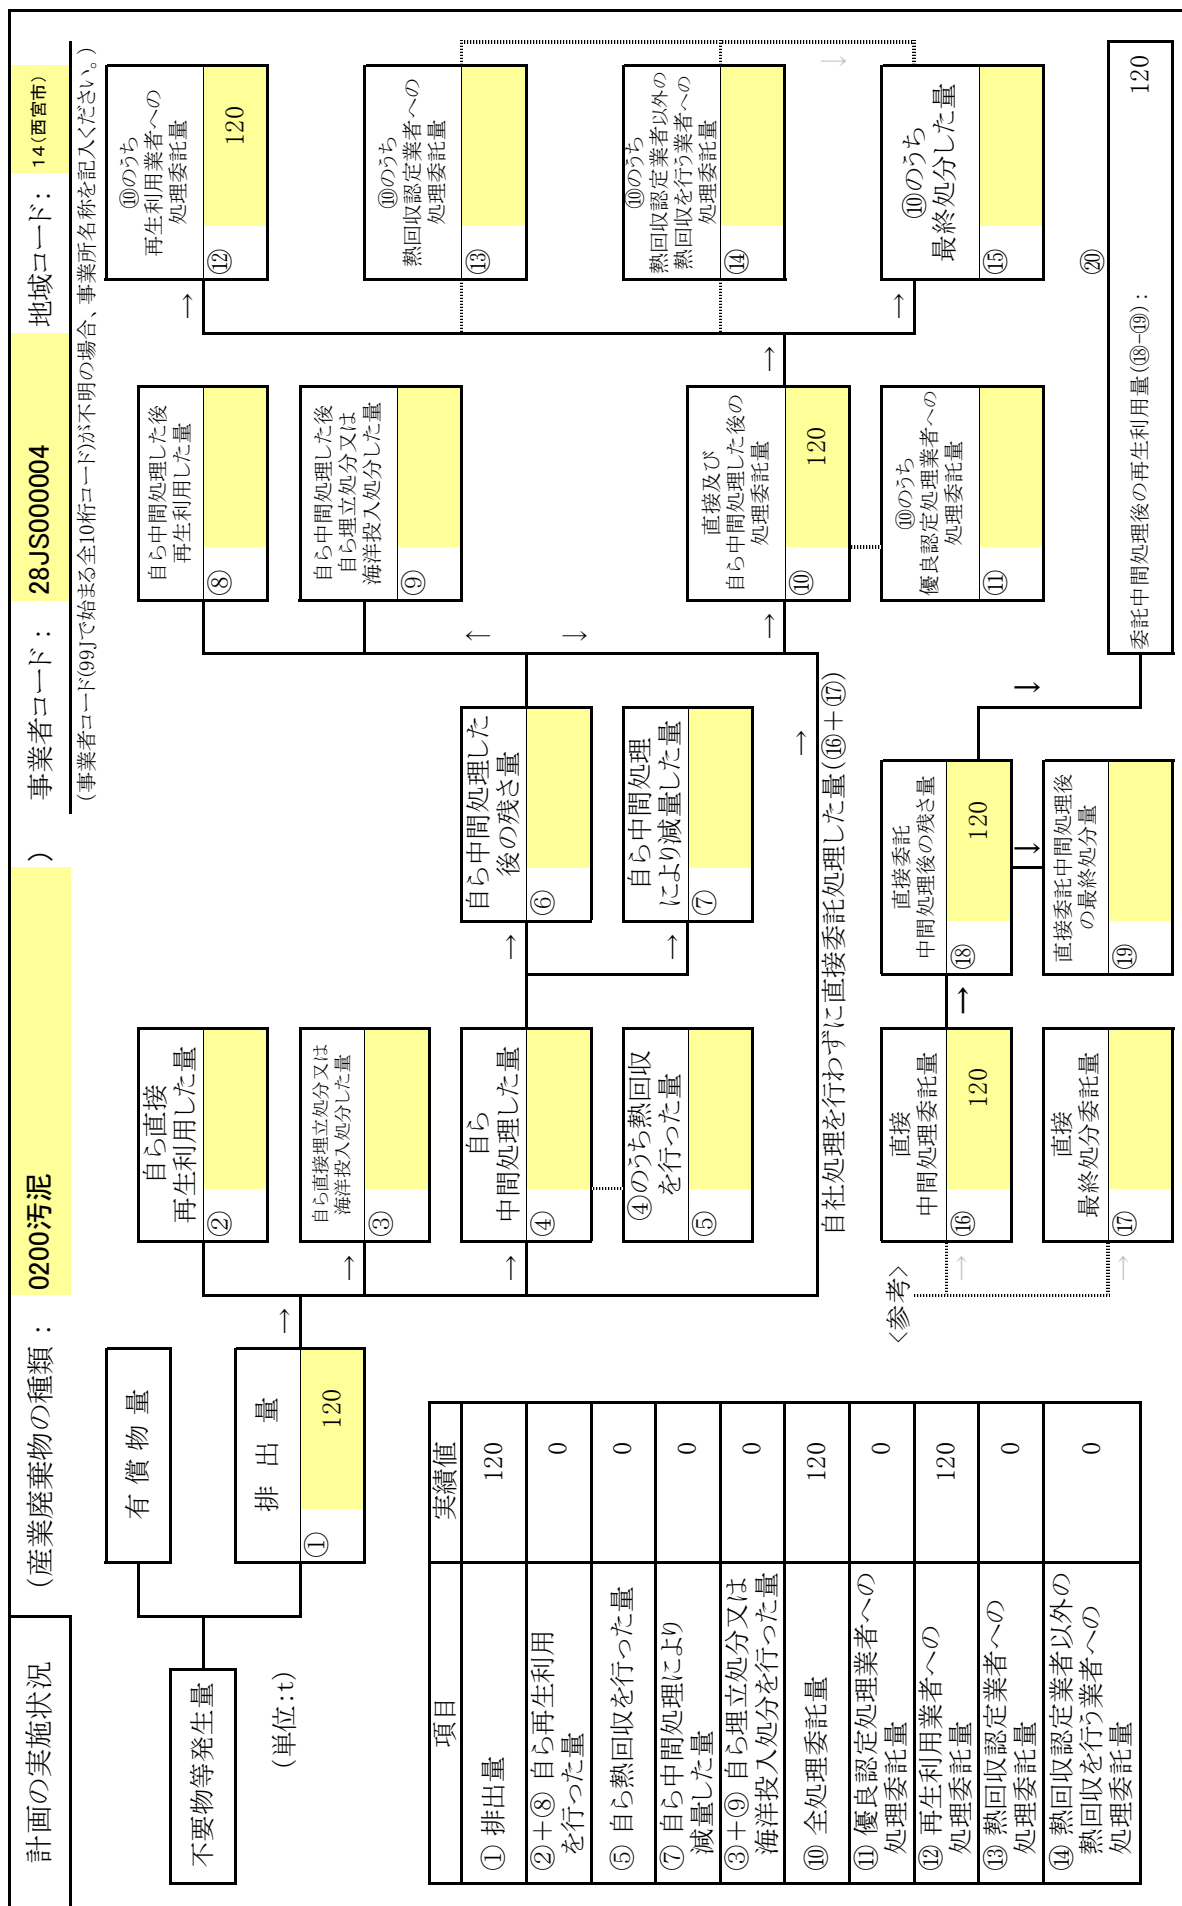 計画の実施状況
(産業廃棄物の種類:
0200汚泥
)
事業者コード:
28JS000004
地域コード:
14(西宮市)
(事業者コード(99Jで始まる全10桁コード)が不明の場合、事業所名称を記入ください。)
不要物等発生量
(単位:t)
有償物量
排出量
①
120
→
自ら直接
再生利用した量
②
→
自ら直接埋立処分又は
海洋投入処分した量
③
→
自ら
中間処理した量
④
④のうち熱回収
を行った量
⑤
→
自ら中間処理した
後の残さ量
⑥
→
自ら中間処理
により減量した量
⑦
自ら中間処理した後
再生利用した量
⑧
自ら中間処理した後
自ら埋立処分又は
海洋投入処分した量
⑨
↑
↓
→
自社処理を行わずに直接委託処理した量(⑯+⑰)
→
直接及び
自ら中間処理した後の
処理委託量
⑩
120
⑩のうち
優良認定処理業者への
処理委託量
⑪
→
→
⑩のうち
再生利用業者への
処理委託量
⑫
120
⑩のうち
熱回収認定業者への
処理委託量
⑬
⑩のうち
熱回収認定業者以外の
熱回収を行う業者への
処理委託量
⑭
↓
→
⑩のうち
最終処分した量
⑮
<参考>
→
直接
中間処理委託量
⑯
120
→
直接
最終処分委託量
⑰
→
直接委託
中間処理後の残さ量
⑱
120
↓
直接委託中間処理後
の最終処分量
⑲
↓
⑳
委託中間処理後の再生利用量(⑱-⑲):
120
項目
実績値
① 排出量
120
②+⑧ 自ら再生利用
を行った量
0
⑤ 自ら熱回収を行った量
0
⑦ 自ら中間処理により
減量した量
0
③+⑨ 自ら埋立処分又は
海洋投入処分を行った量
0
⑩ 全処理委託量
120
⑪ 優良認定処理業者への
処理委託量
0
⑫ 再生利用業者への
処理委託量
120
⑬ 熱回収認定業者への
処理委託量
0
⑭ 熱回収認定業者以外の
熱回収を行う業者への
処理委託量
0